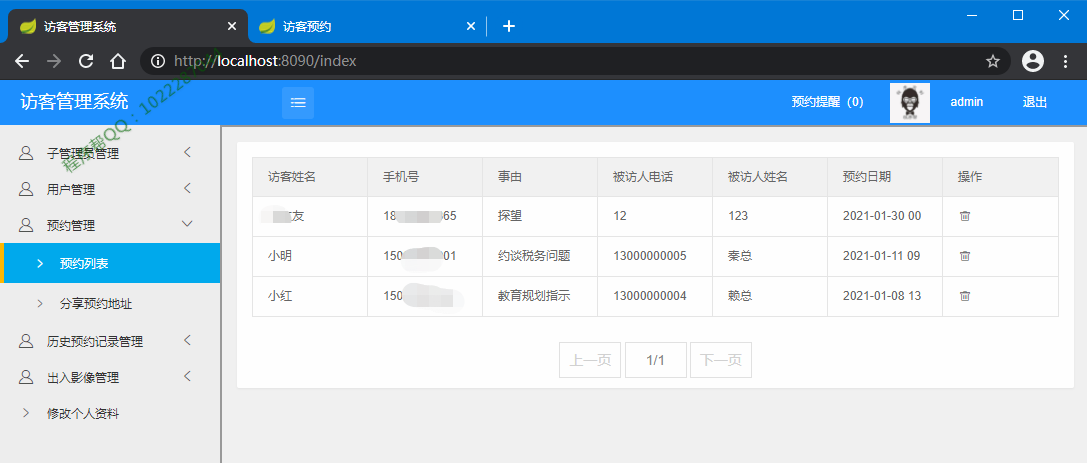 访客管理系统 访客预约
http://localhost:8090/index
访客管理系统 预约提醒（0） admin 退出
程序帮QQ：1022287044
子管理员管理
用户管理
预约管理
预约列表
分享预约地址
历史预约记录管理
出入影像管理
修改个人资料
访客姓名 手机号 事由 被访人电话 被访人姓名 预约日期 操作
友 18 65 探望 12 123 2021-01-30 00
小明 150 01 约谈税务问题 13000000005 秦总 2021-01-11 09
小红 150 教育规划指示 13000000004 赖总 2021-01-08 13
上一页 1/1 下一页